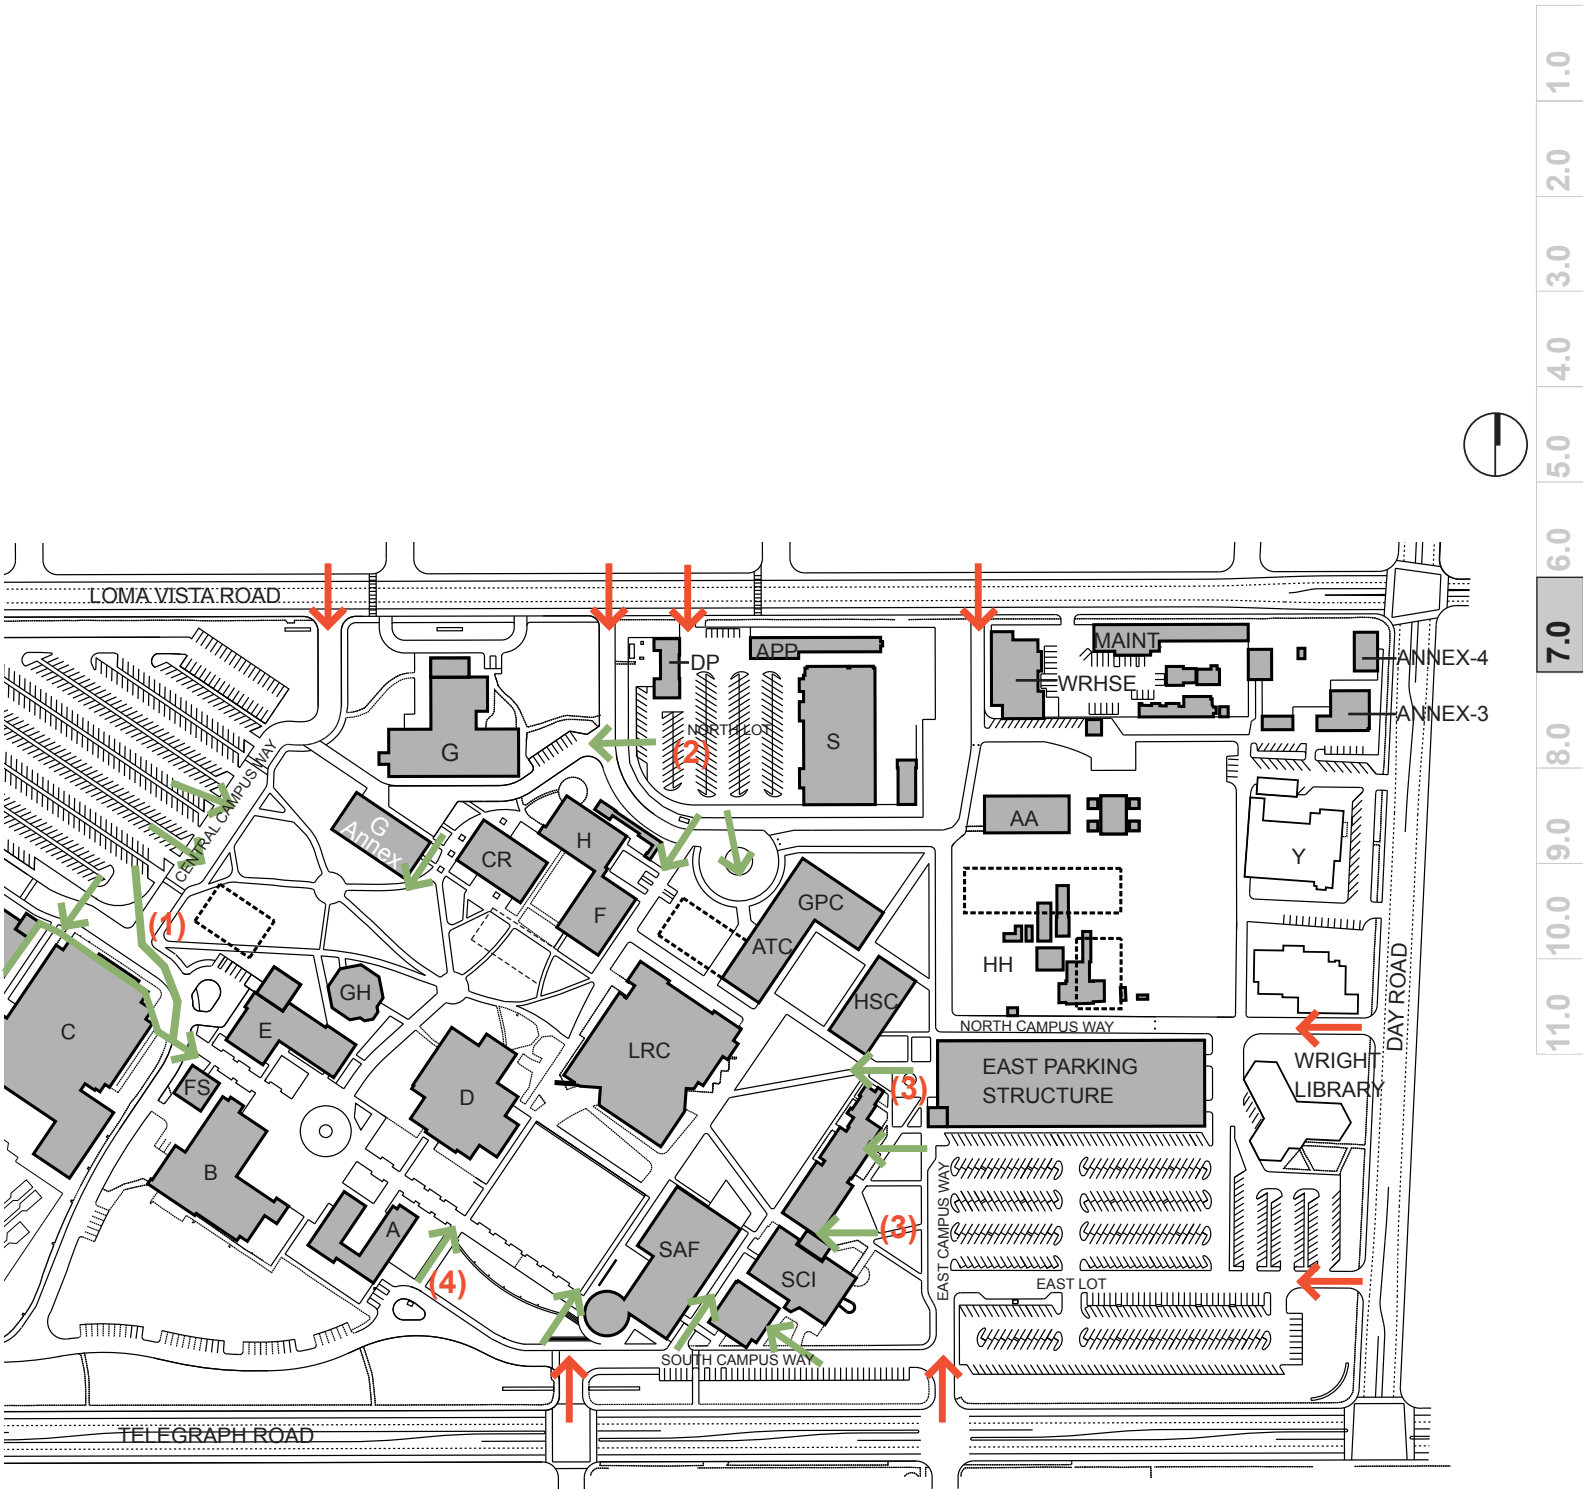 1.0
2.0
3.0
4.0
5.0
6.0
7.0
8.0
9.0
10.0
11.0
LOMA VISTA ROAD
MAINT
APP
DP
ANNEX-4
WRHSE
ANNEX-3
NORTH LOT
(2)
S
G
CENTRAL CAMPUS WAY
G
Annex
AA
H
CR
Y
GPC
F
(1)
ATC
HH
GH
HSC
DAY ROAD
C
E
NORTH CAMPUS WAY
LRC
WRIGHT
LIBRARY
EAST PARKING
STRUCTURE
FS
(3)
D
B
EAST CAMPUS WAY
A
(3)
SAF
SCI
(4)
EAST LOT
SOUTH CAMPUS WAY
TELEGRAPH ROAD